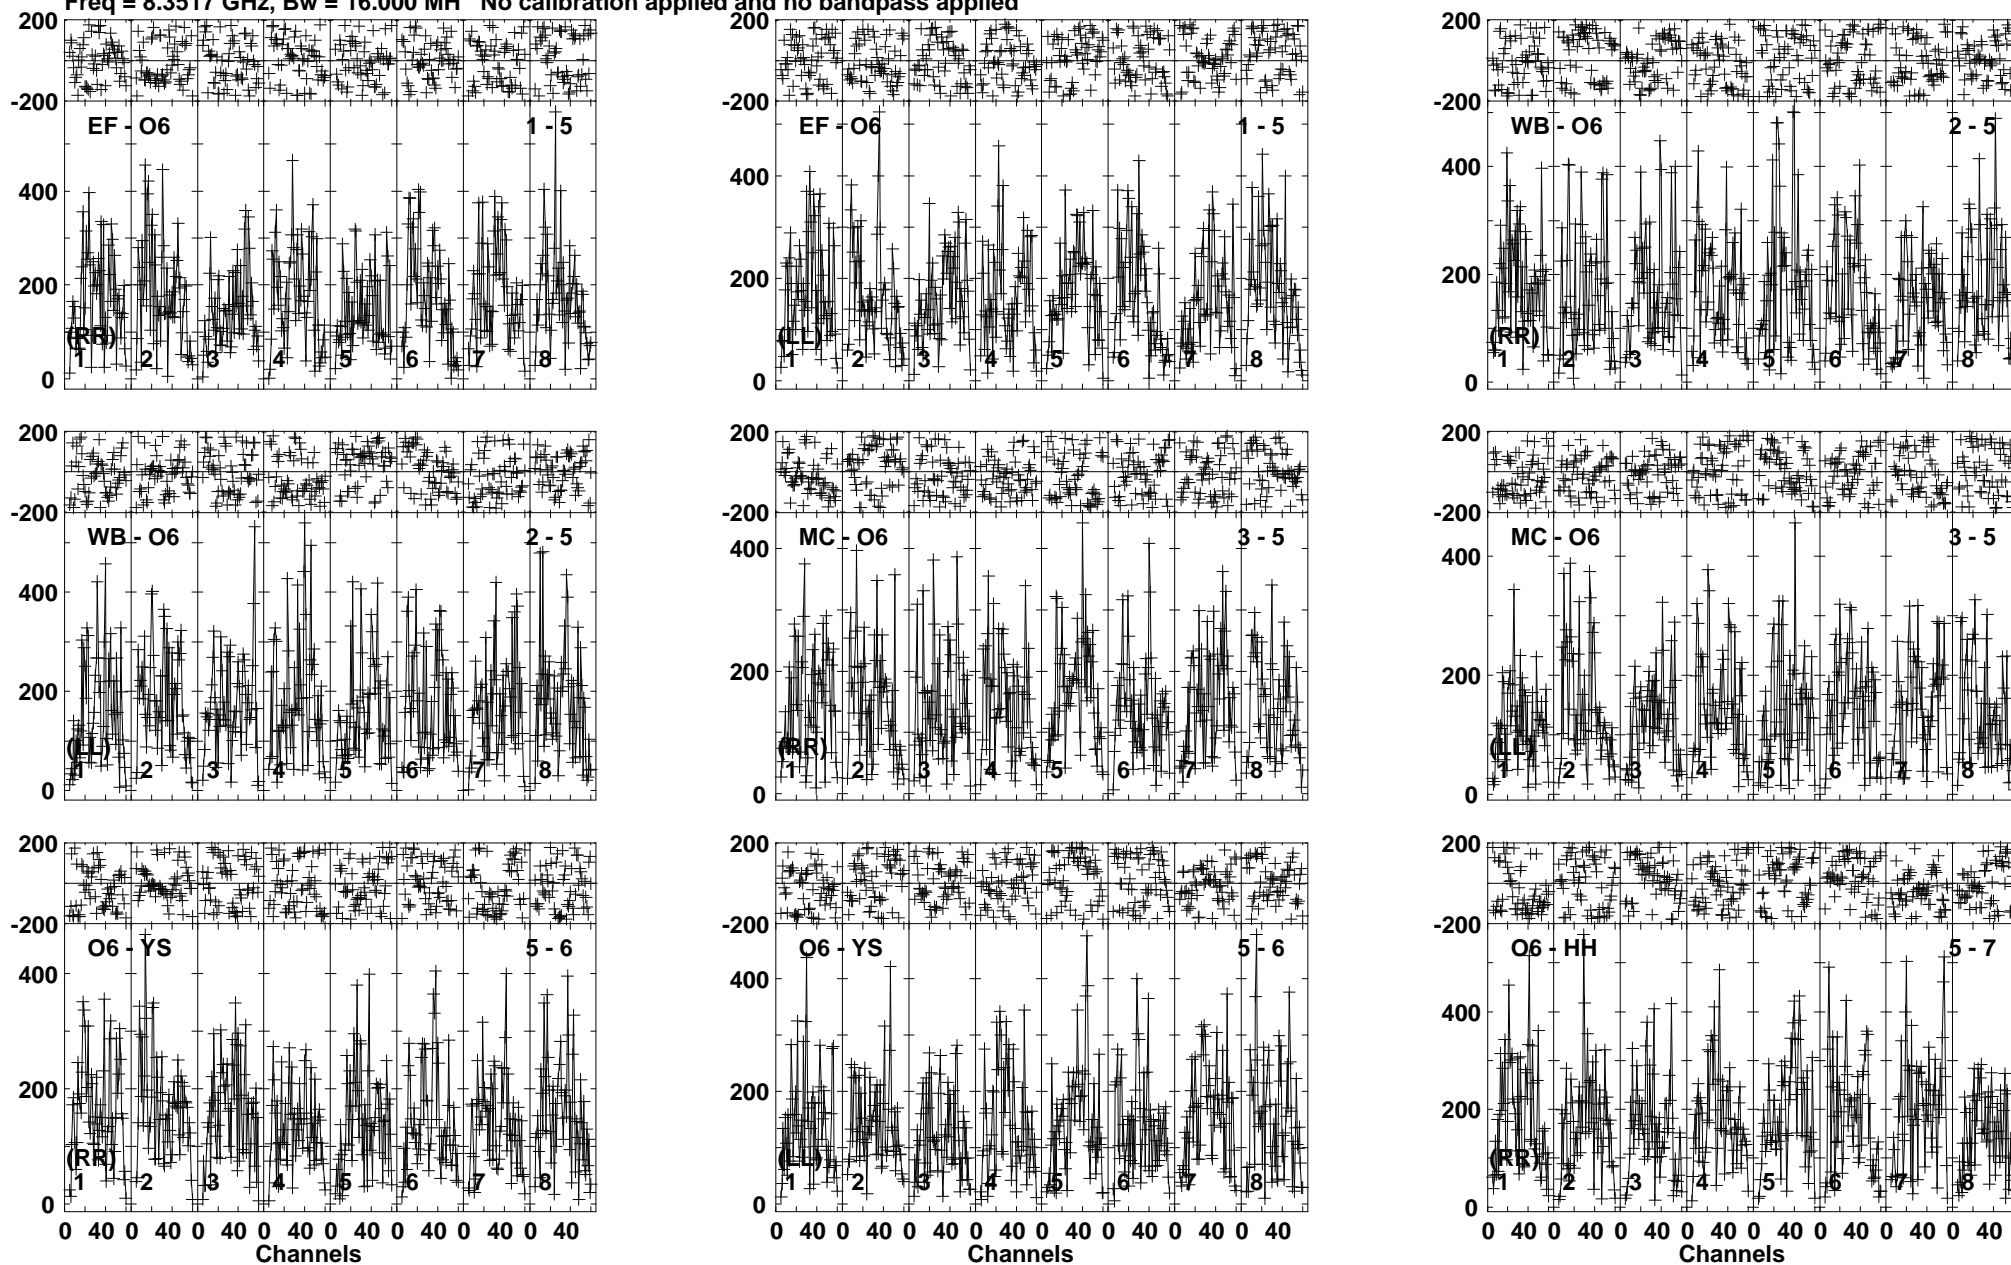 Freq = 8.3517 GHz, Bw = 16.000 MH No calibration applied and no bandpass applied
200 200 200
-200 -200 -200
EF - O6 1 - 5 EF - O6 1 - 5 WB - O6 2 - 5
400 400 400
200 200 200
(RR) (LL) (RR)
1 2 3 4 5 6 7 8 1 2 3 4 5 6 7 8 1 2 3 4 5 6 7 8
0 0 0
200 200 200
-200 -200 -200
WB - O6 2 - 5 MC - O6 3 - 5 MC - O6 3 - 5
400 400 400
200 200 200
(LL) (RR) (LL)
1 2 3 4 5 6 7 8 1 2 3 4 5 6 7 8 1 2 3 4 5 6 7 8
0 0 0
200 200 200
-200 -200 -200
O6 - YS 5 - 6 O6 - YS 5 - 6 O6 - HH 5 - 7
400 400 400
200 200 200
(RR) (LL) (RR)
1 2 3 4 5 6 7 8 1 2 3 4 5 6 7 8 1 2 3 4 5 6 7 8
0 0 0
0 40 0 40 0 40 0 40 0 40 0 40 0 40 0 40 0 40 0 40 0 40 0 40 0 40 0 40 0 40 0 40 0 40 0 40 0 40 0 40 0 40 0 40 0 40 0 40
Channels Channels Channels